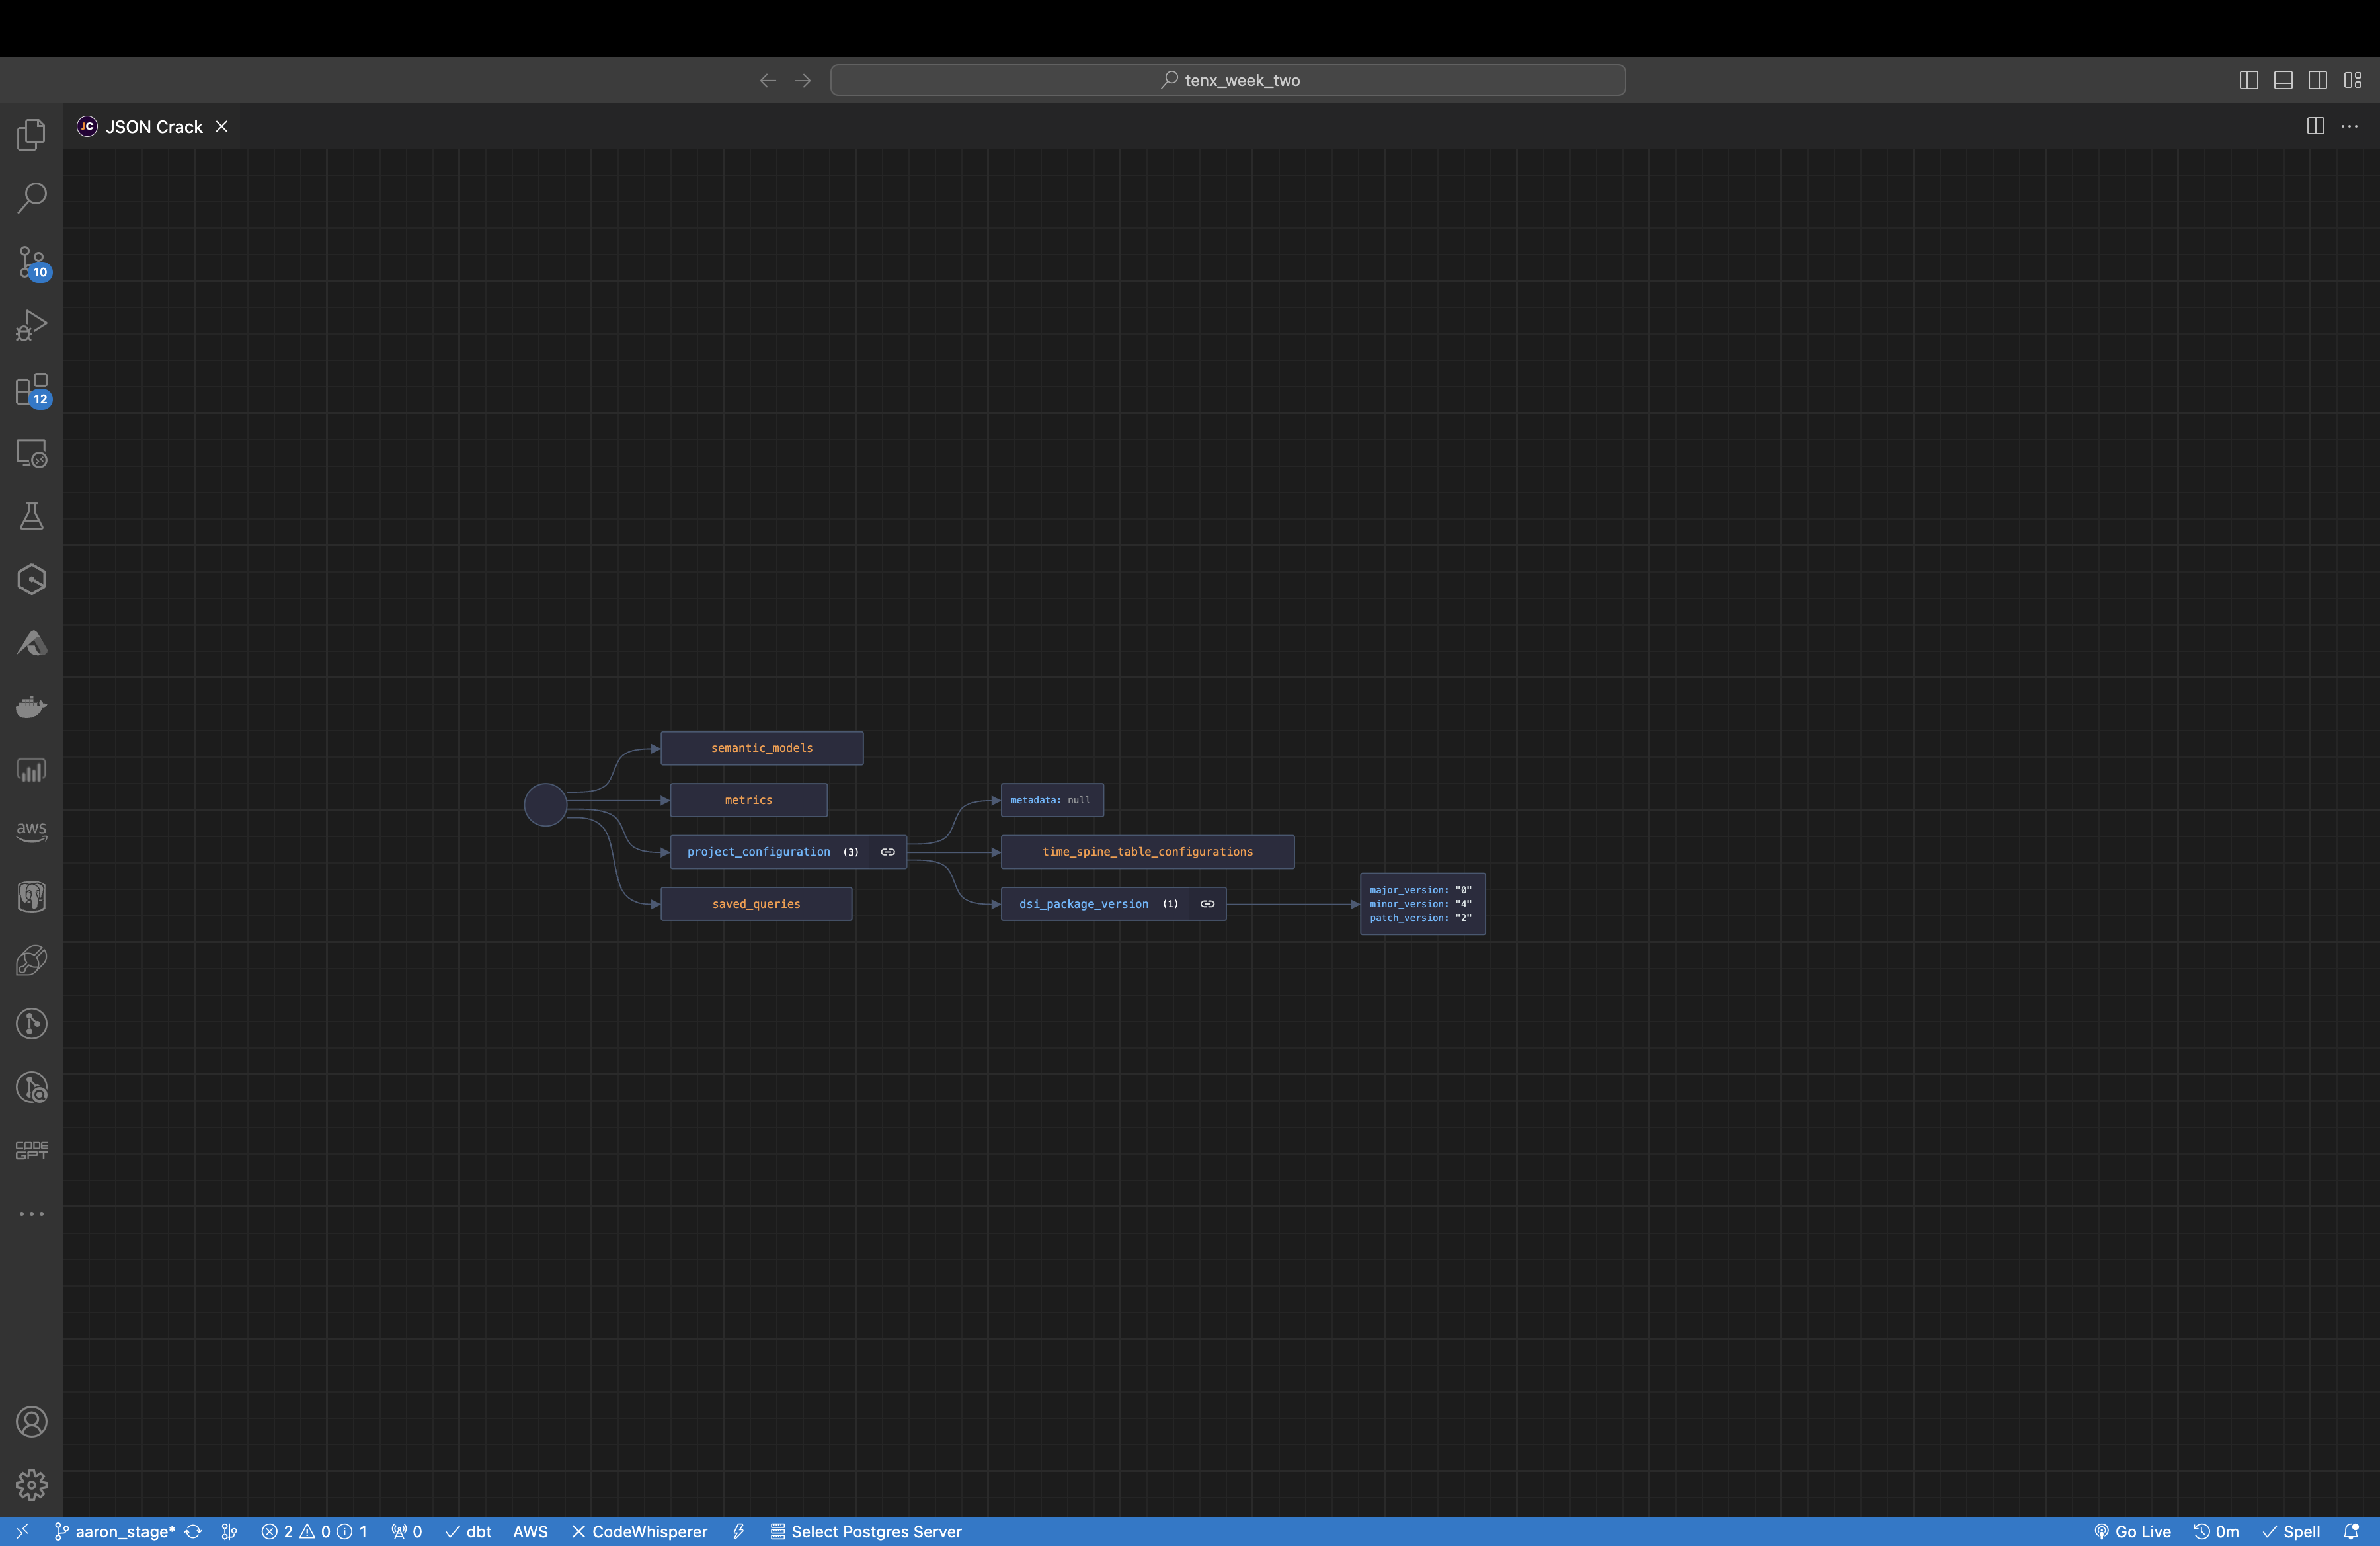 tenx_week_two
JC JSON Crack
10
12
aws
CODE
GPT
semantic_models
metrics
metadata: null
project_configuration (3)
time_spine_table_configurations
saved_queries
dsi_package_version (1)
major_version: "0"
minor_version: "4"
patch_version: "2"
aaron_stage* 2 0 1 0 dbt AWS CodeWhisperer Select Postgres Server Go Live 0m Spell